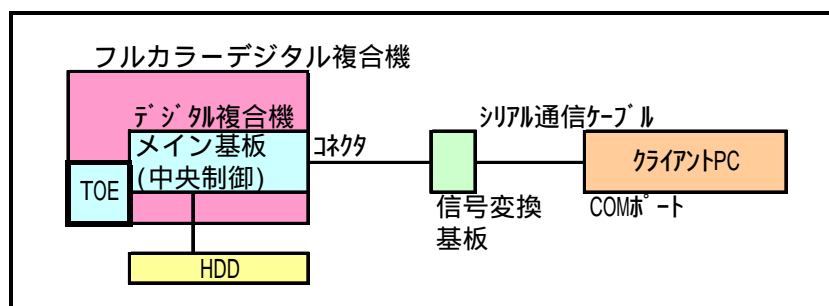 フルカラーデジタル複合機
ﾃﾞｼﾞﾀﾙ複合機
メイン基板
(中央制御)
TOE
HDD
ｺﾈｸﾀ
ｼﾘｱﾙ通信ｹｰﾌﾞﾙ
信号変換
基板
ｸﾗｲｱﾝﾄPC
COMﾎﾟｰﾄ